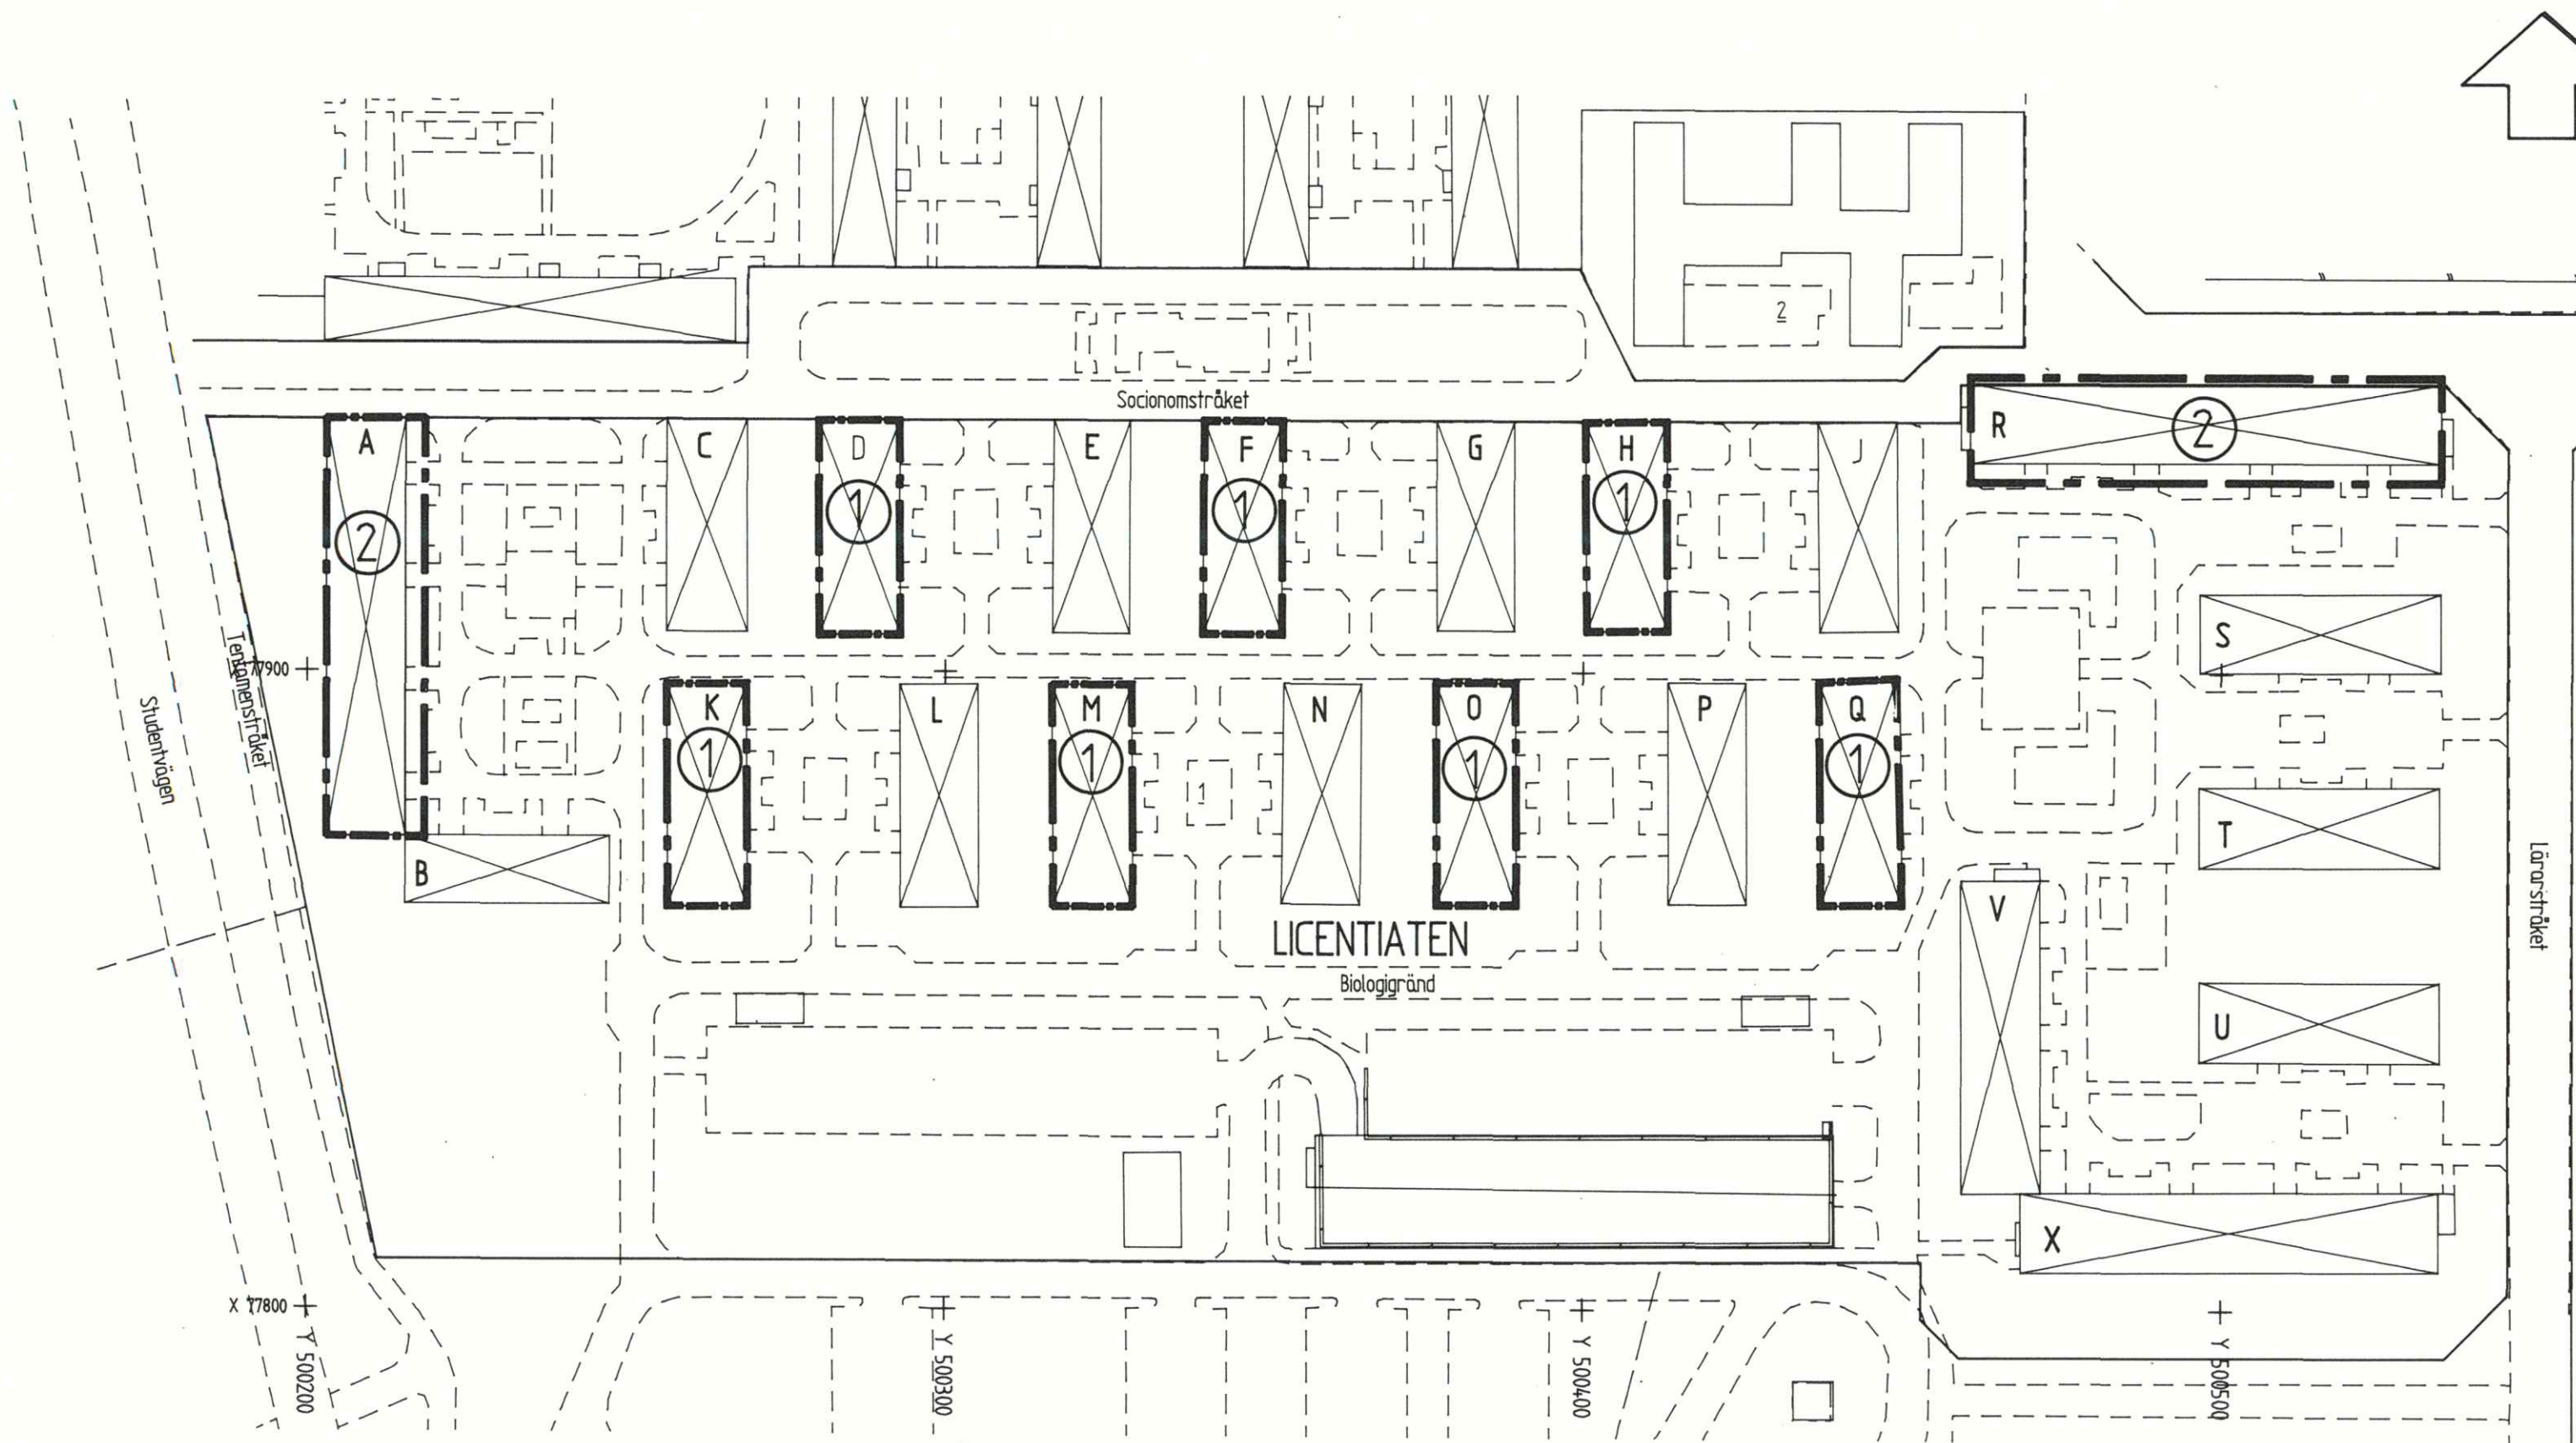 2
Socionomstråket
A
C
D
E
F
G
H
J
R
2
2
1
1
1
1
S
X 77900
Tentamensstråket
Studentvägen
K
L
M
N
O
P
Q
1
1
1
1
1
T
B
V
Lärarstråket
LICENTIATEN
Biologigränd
U
X
X 77800
Y 500200
Y 500300
Y 500400
Y 500500